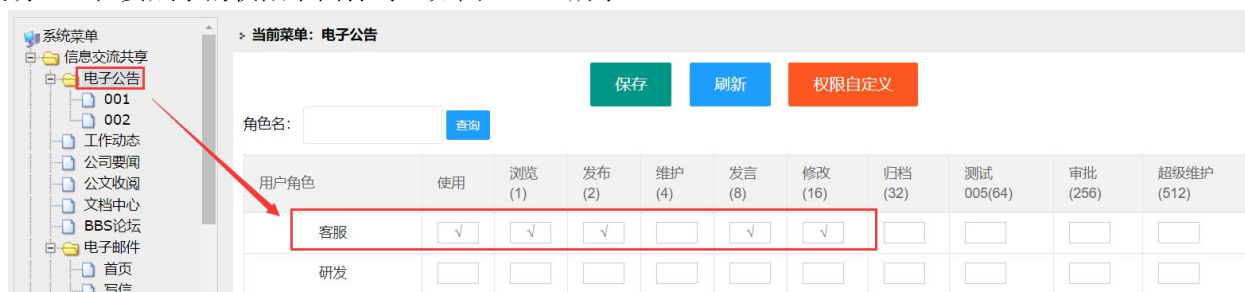 系统菜单
信息交流共享
电子公告
001
002
工作动态
公司要闻
公文收阅
文档中心
BBS论坛
电子邮件
首页
写信
> 当前菜单：电子公告
保存 刷新 权限自定义
角色名： 查询
用户角色 使用 浏览(1) 发布(2) 维护(4) 发言(8) 修改(16) 归档(32) 测试005(64) 审批(256) 超级维护(512)
客服 √ √ √ √ √
研发